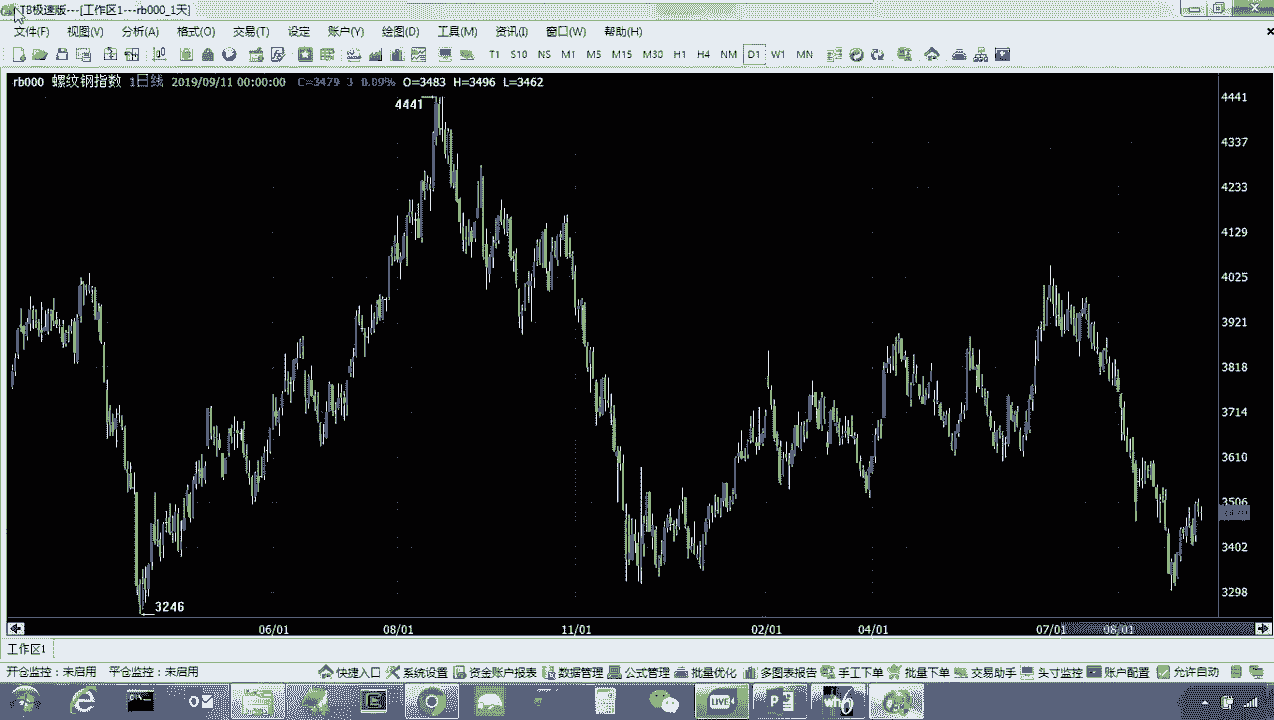 TB极速版---[工作区1---rb000_1天]
文件(F) 视图(V) 分析(A) 格式(O) 交易(T) 设定 账户(Y) 绘图(D) 工具(M) 资讯(I) 窗口(W) 帮助(H)
T1 S10 NS M1 M5 M15 M30 H1 H4 NM D1 W1 MN
rb000 螺纹钢指数 1日线 2019/09/11 00:00:00 C=3479 3 0.09% O=3483 H=3496 L=3462
4441
4441
4337
4233
4129
4025
3921
3818
3714
3610
3506
3402
3298
3246
06/01 08/01 11/01 02/01 04/01 07/01 08/01
工作区1
开仓监控：未启用 平仓监控：未启用 快捷入口 系统设置 资金账户报表 数据管理 公式管理 批量优化 多图表报告 手工下单 批量下单 交易助手 头寸监控 账户配置 允许自动
LIVE